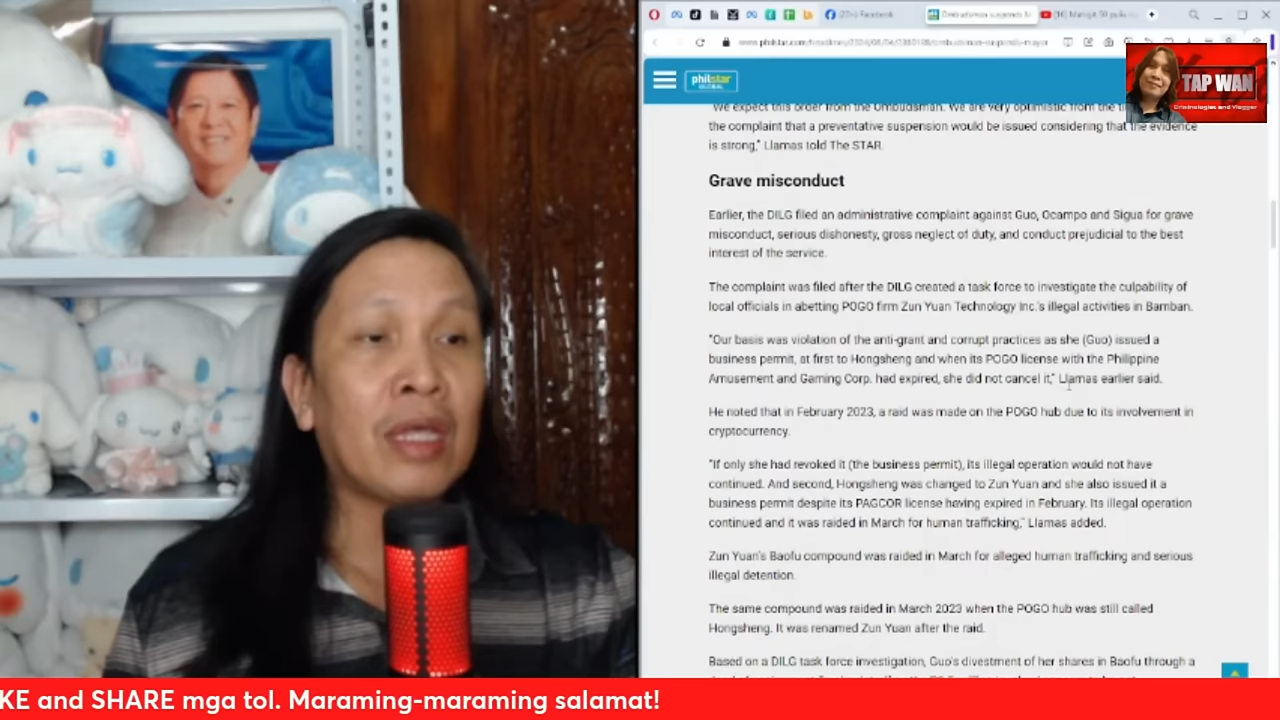 Facebook
Ombudsman suspends
philstar
GLOBAL
TAP WAN
Criminologist and Vlogger
"We expect this order from the Ombudsman. We are very optimistic from the
the complaint that a preventative suspension would be issued considering that the evidence
is strong," Llamas told The STAR.
Grave misconduct
Earlier, the DILG filed an administrative complaint against Guo, Ocampo and Sigua for grave
misconduct, serious dishonesty, gross neglect of duty, and conduct prejudicial to the best
interest of the service.
The complaint was filed after the DILG created a task force to investigate the culpability of
local officials in abetting POGO firm Zun Yuan Technology Inc.'s illegal activities in Bamban.
"Our basis was violation of the anti-grant and corrupt practices as she (Guo) issued a
business permit, at first to Hongsheng and when its POGO license with the Philippine
Amusement and Gaming Corp. had expired, she did not cancel it," Llamas earlier said.
He noted that in February 2023, a raid was made on the POGO hub due to its involvement in
cryptocurrency.
"If only she had revoked it (the business permit), its illegal operation would not have
continued. And second, Hongsheng was changed to Zun Yuan and she also issued it a
business permit despite its PAGCOR license having expired in February. Its illegal operation
continued and it was raided in March for human trafficking," Llamas added.
Zun Yuan's Baofu compound was raided in March for alleged human trafficking and serious
illegal detention.
The same compound was raided in March 2023 when the POGO hub was still called
Hongsheng. It was renamed Zun Yuan after the raid.
Based on a DILG task force investigation, Guo's divestment of her shares in Baofu through a
KE and SHARE mga tol. Maraming-maraming salamat!